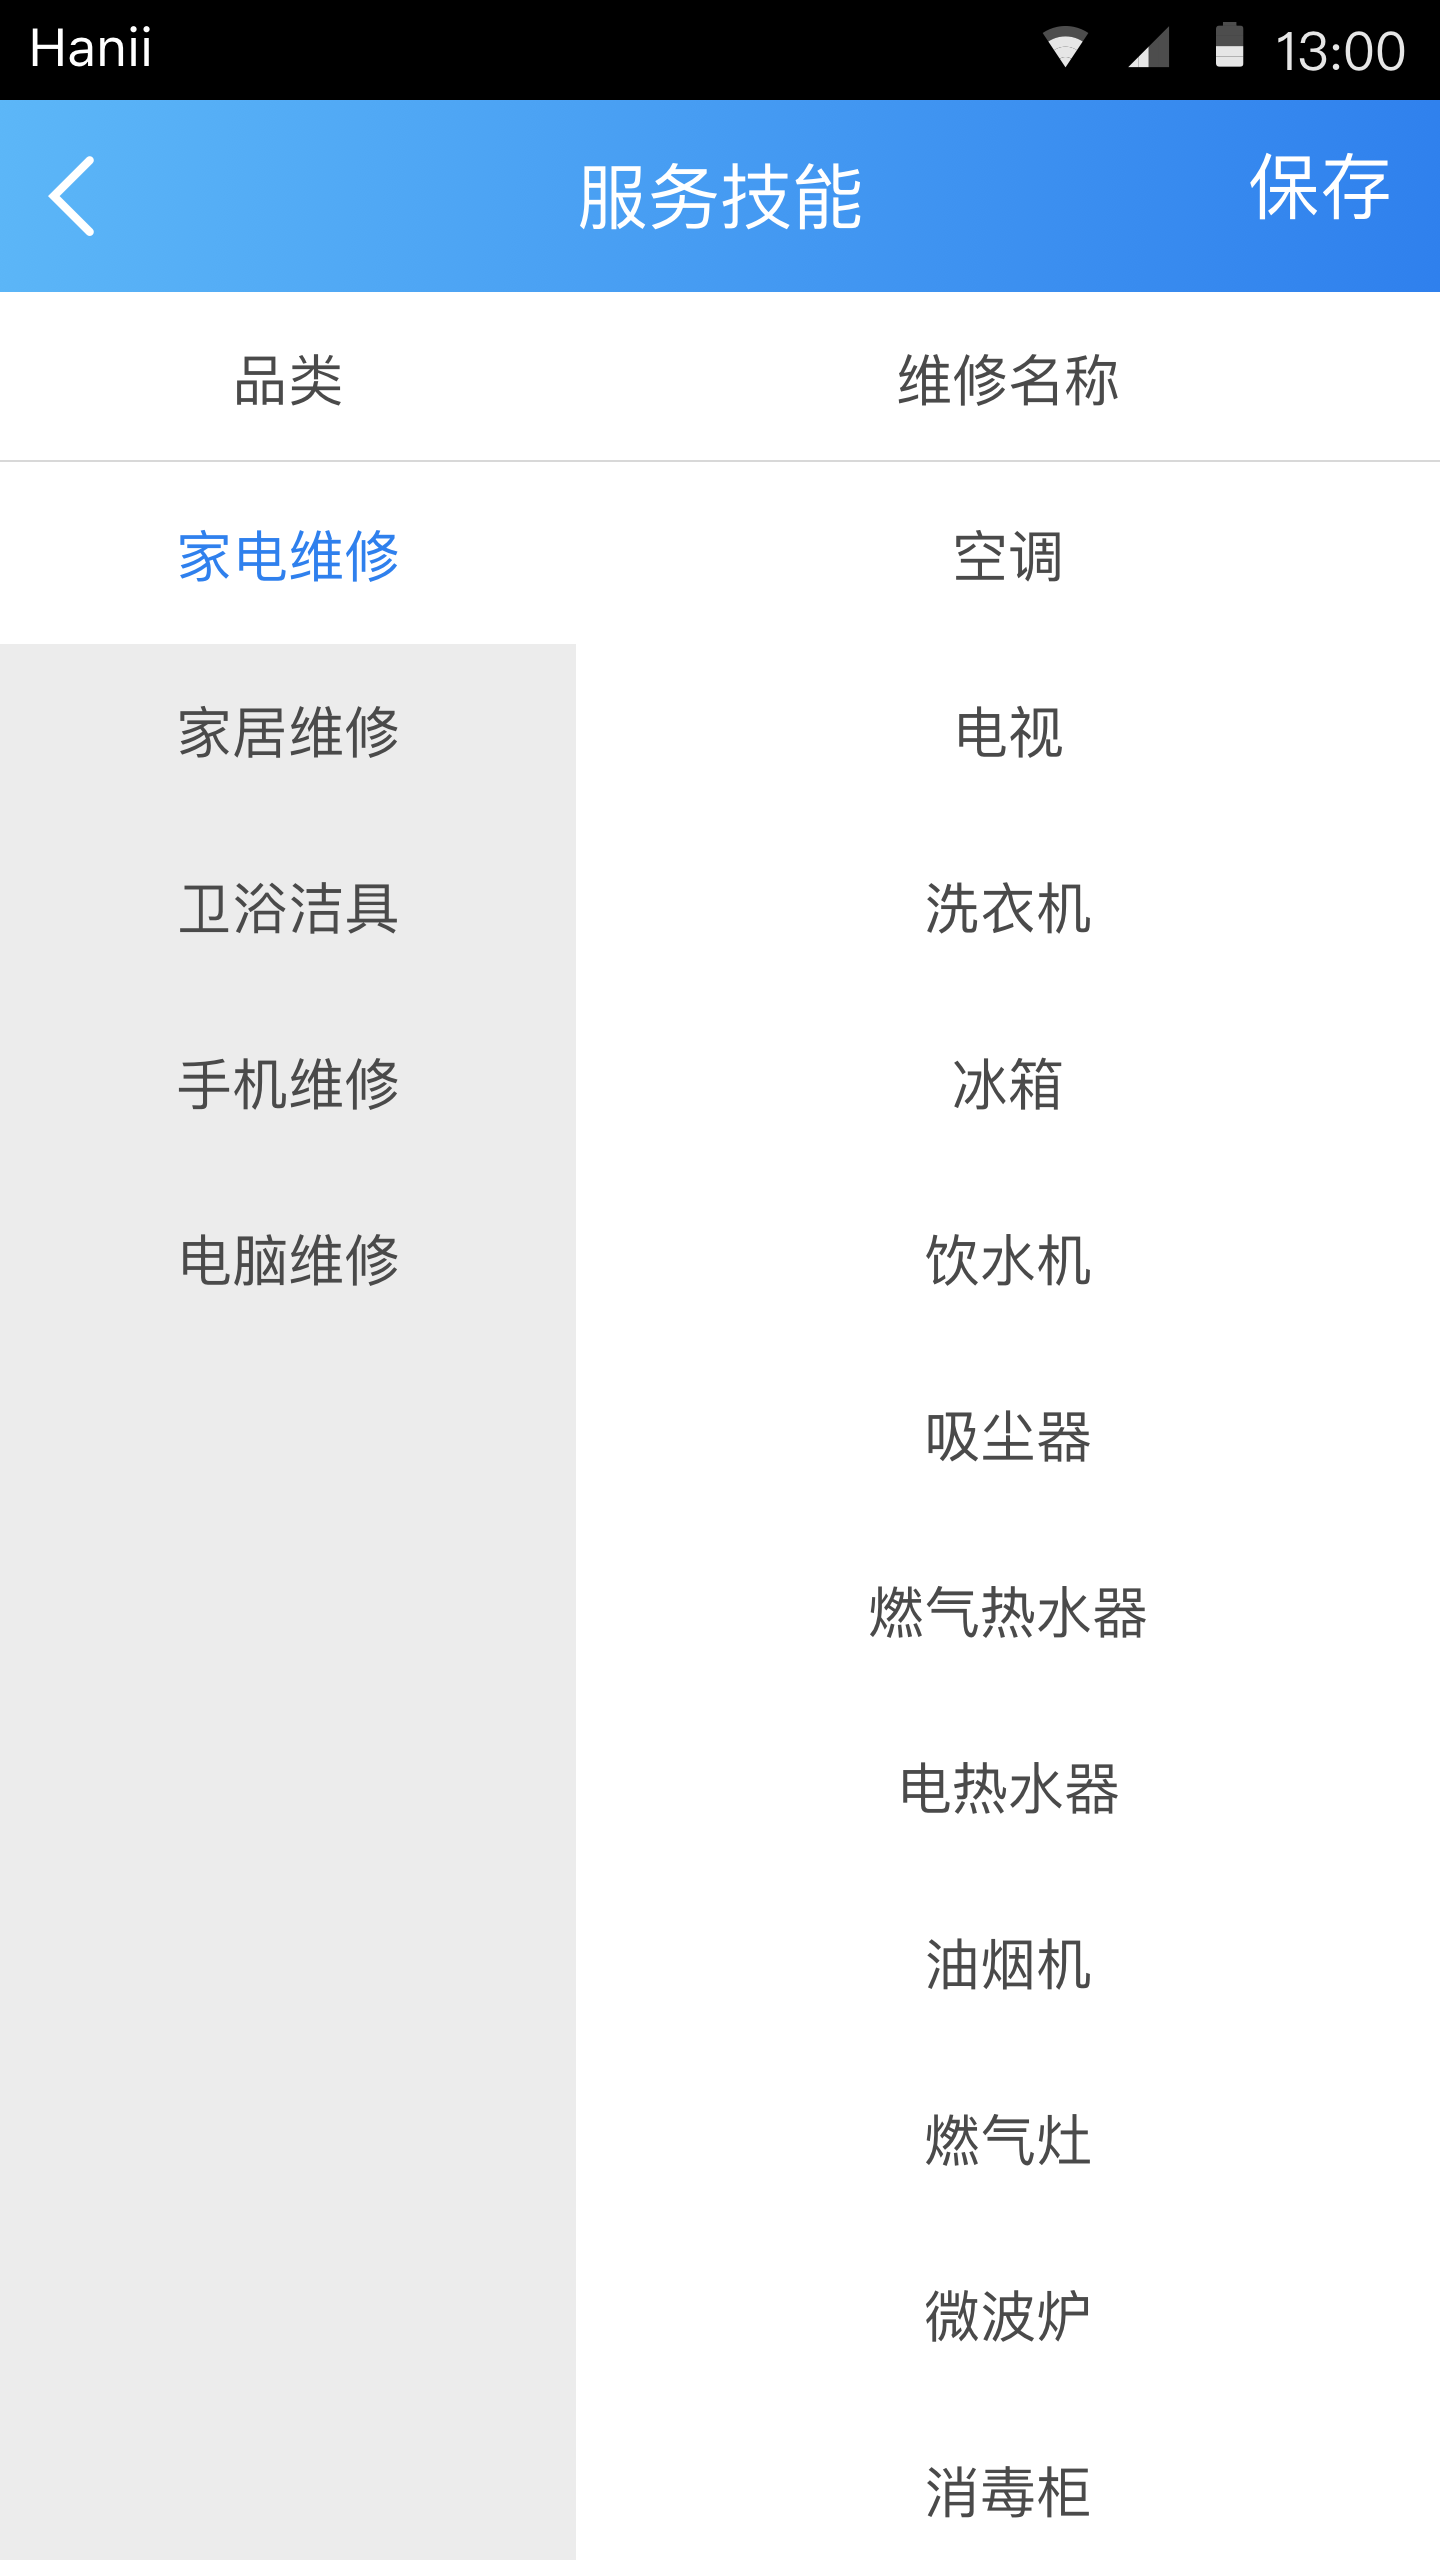 Hanii 13:00
服务技能 保存
品类 维修名称
家电维修 空调
家居维修 电视
卫浴洁具 洗衣机
手机维修 冰箱
电脑维修 饮水机
吸尘器
燃气热水器
电热水器
油烟机
燃气灶
微波炉
消毒柜